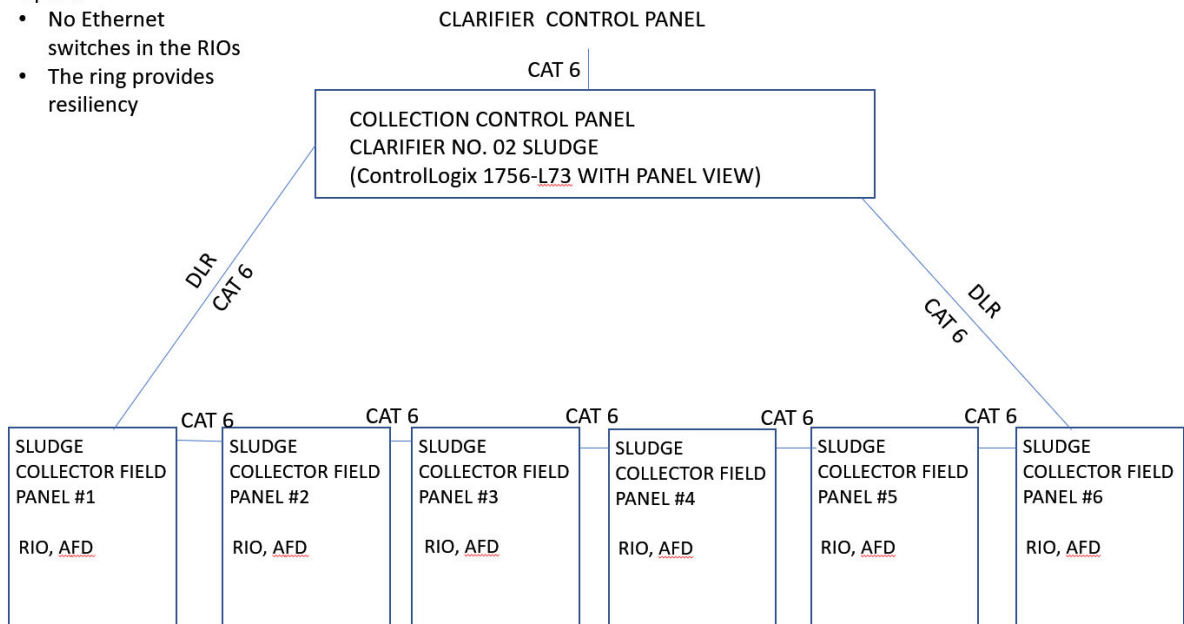 • No Ethernet
switches in the RIOs
• The ring provides
resiliency
CLARIFIER CONTROL PANEL
CAT 6
COLLECTION CONTROL PANEL
CLARIFIER NO. 02 SLUDGE
(ControlLogix 1756-L73 WITH PANEL VIEW)
DLR
CAT 6
DLR
CAT 6
CAT 6
CAT 6
CAT 6
CAT 6
CAT 6
SLUDGE
COLLECTOR FIELD
PANEL #1
RIO, AFD
SLUDGE
COLLECTOR FIELD
PANEL #2
RIO, AFD
SLUDGE
COLLECTOR FIELD
PANEL #3
RIO, AFD
SLUDGE
COLLECTOR FIELD
PANEL #4
RIO, AFD
SLUDGE
COLLECTOR FIELD
PANEL #5
RIO, AFD
SLUDGE
COLLECTOR FIELD
PANEL #6
RIO, AFD